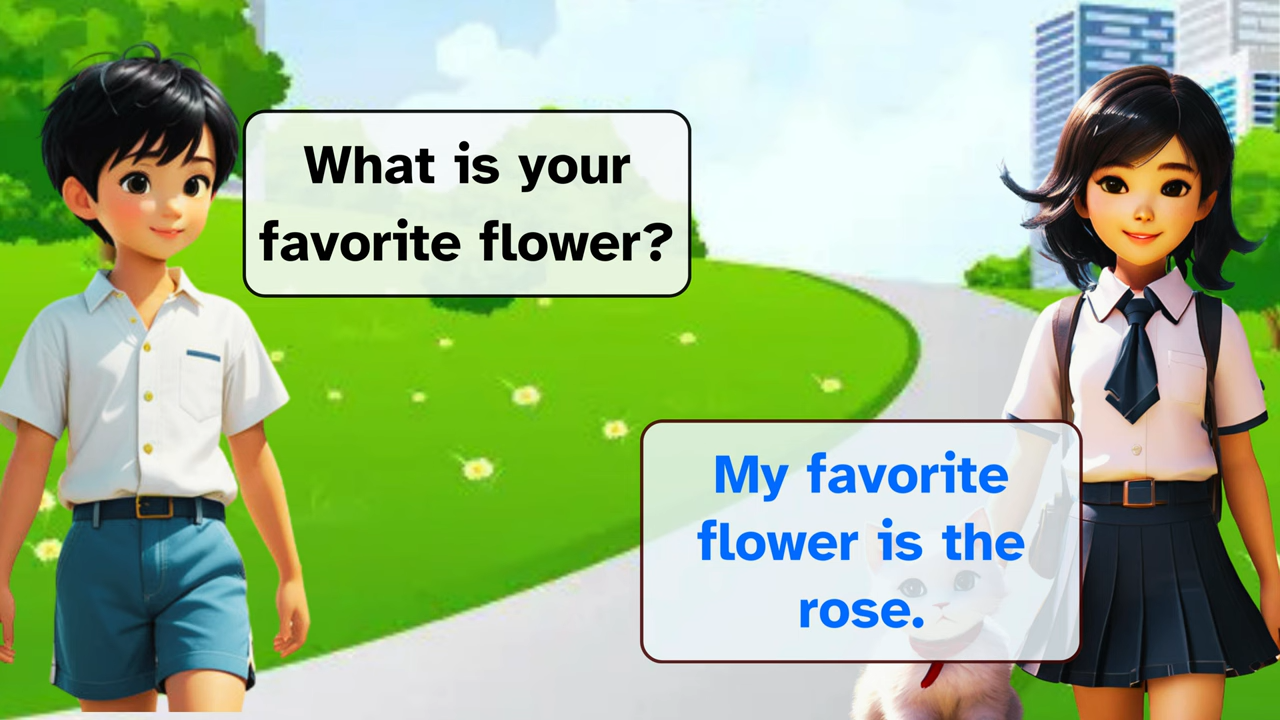 What is your
favorite flower?
My favorite
flower is the
rose.